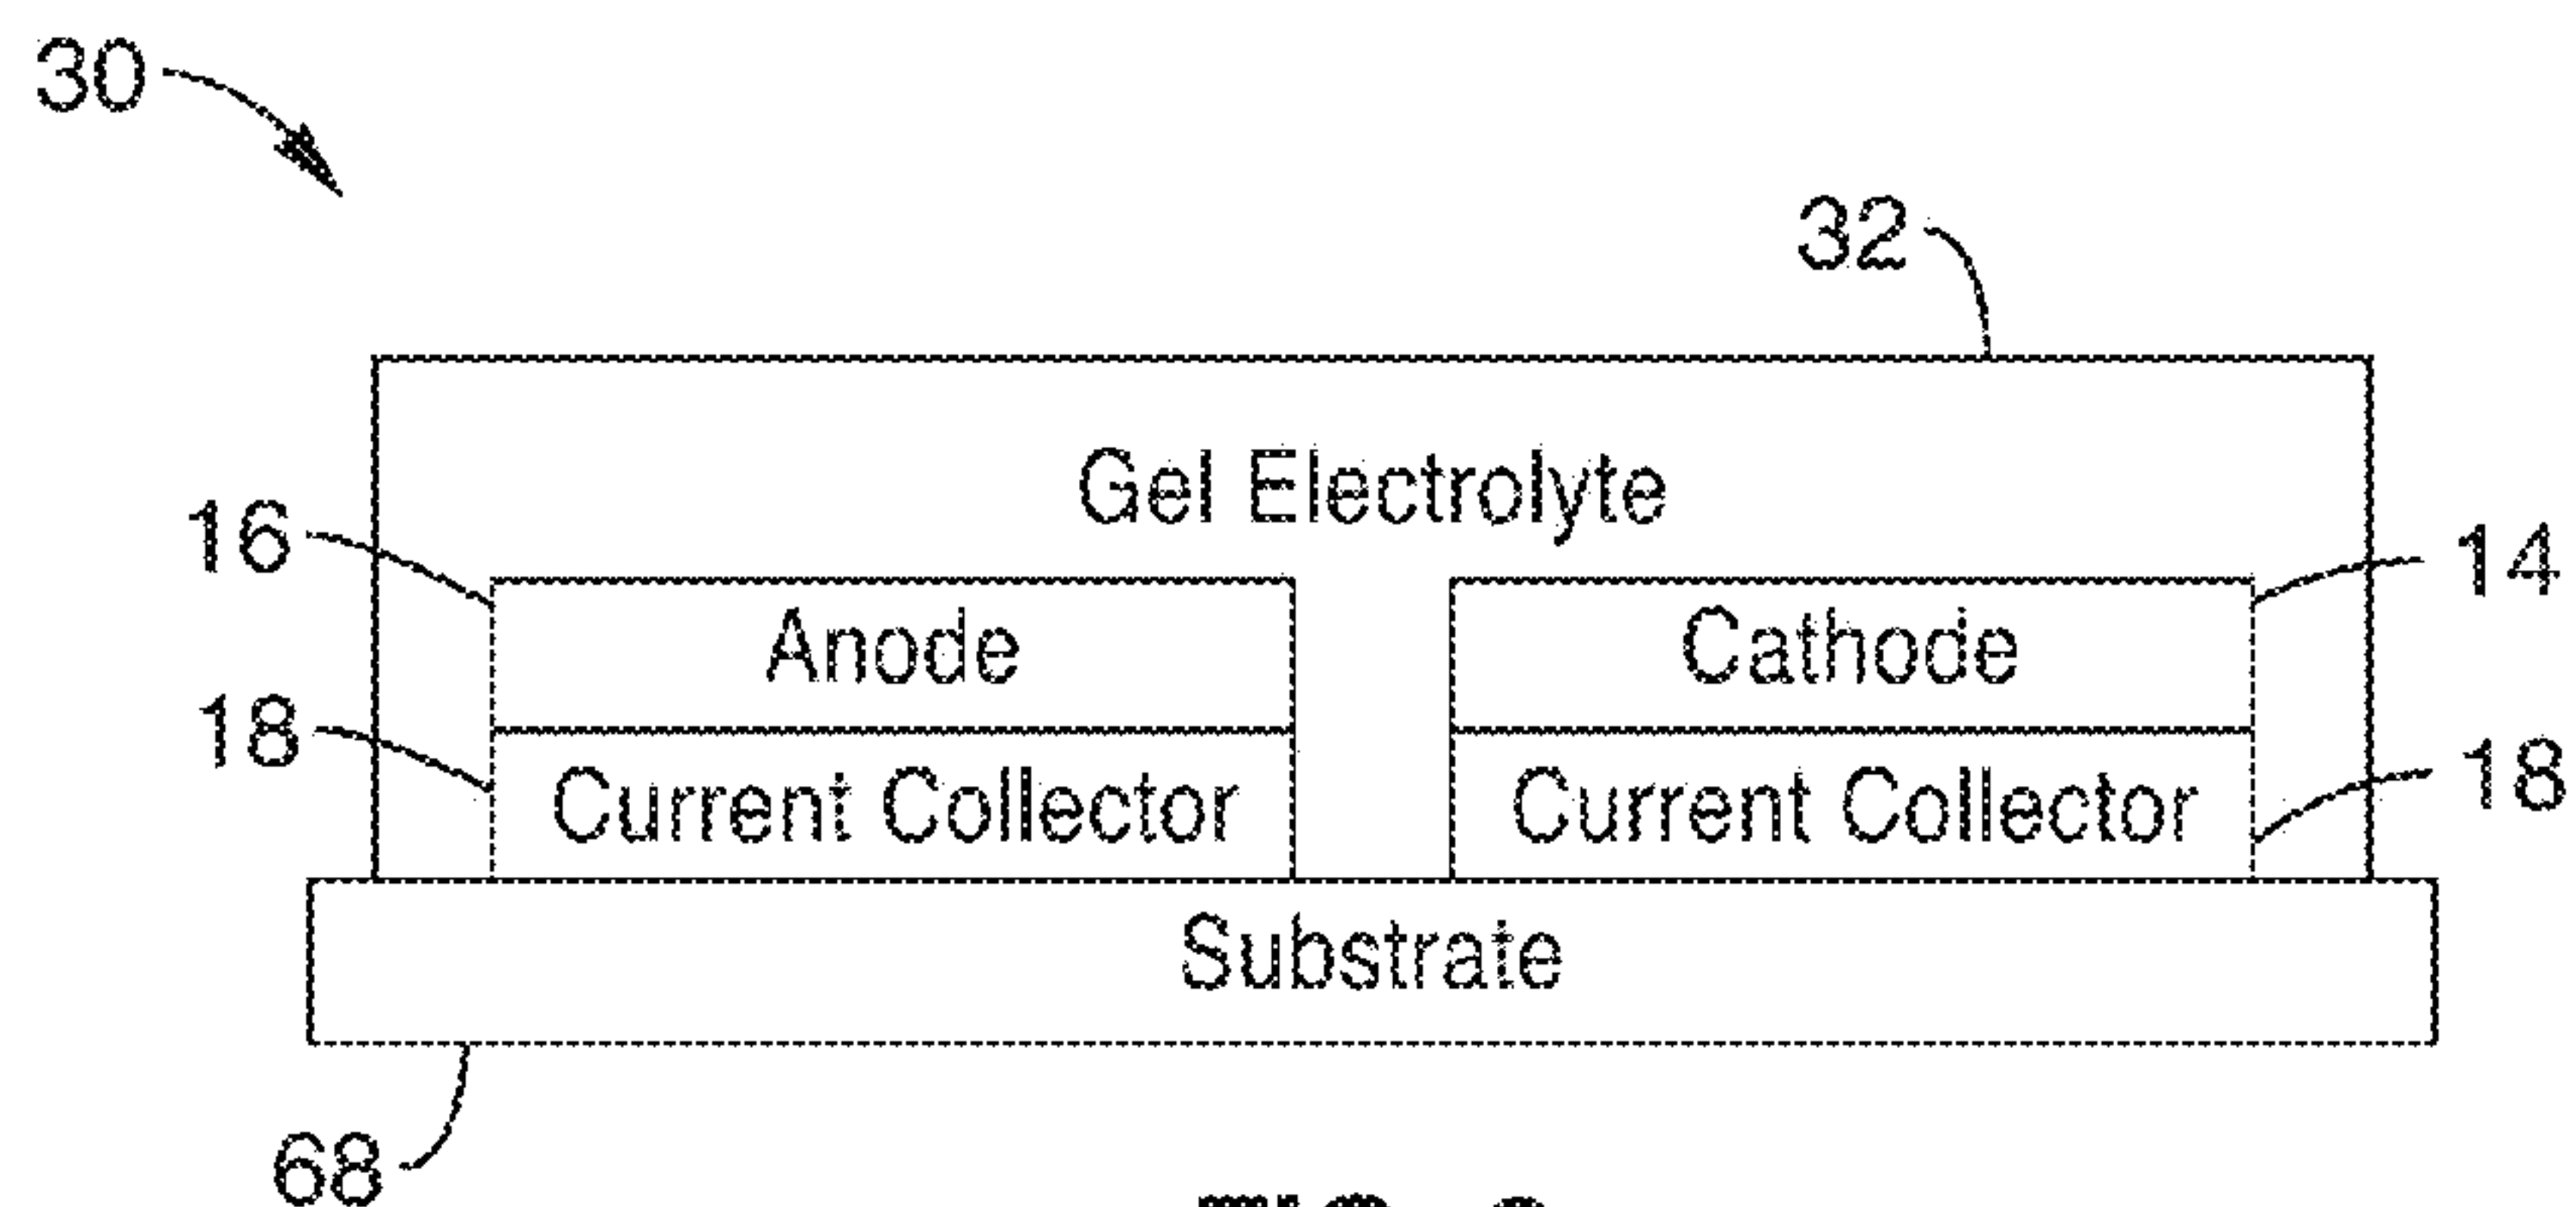 30
32
Gel Electrolyte
16
14
Anode
Cathode
18
18
Current Collector
Current Collector
Substrate
68